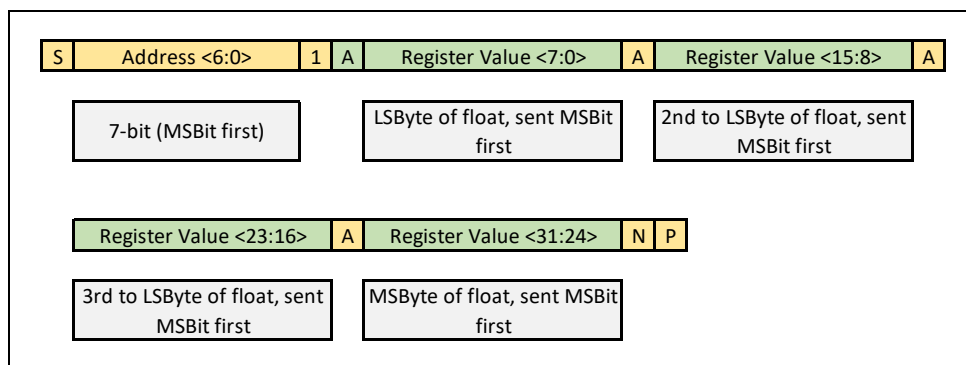 S Address <6:0> 1 A Register Value <7:0> A Register Value <15:8> A
7-bit (MSBit first)
LSByte of float, sent MSBit
first
2nd to LSByte of float, sent
MSBit first
Register Value <23:16> A Register Value <31:24> N P
3rd to LSByte of float, sent
MSBit first
MSByte of float, sent MSBit
first